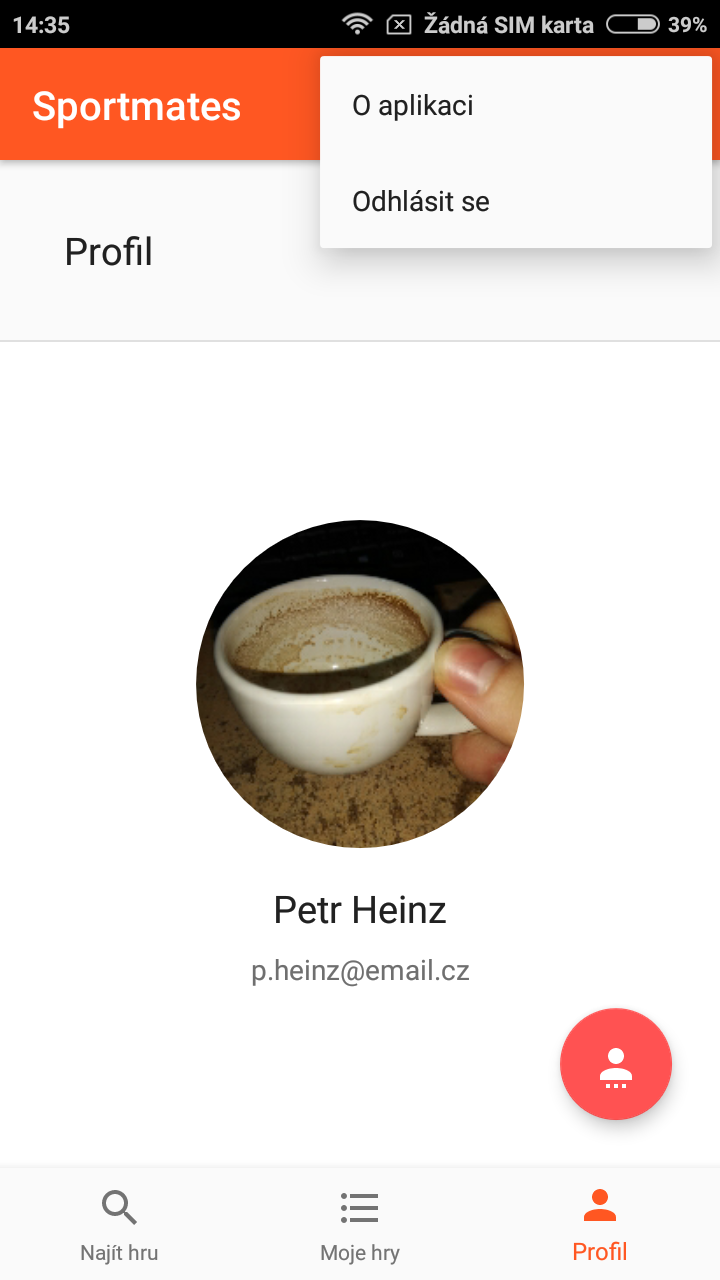 14:35 Žádná SIM karta 39%
Sportmates
O aplikaci
Odhlásit se
Profil
Petr Heinz
p.heinz@email.cz
Najít hru Moje hry Profil